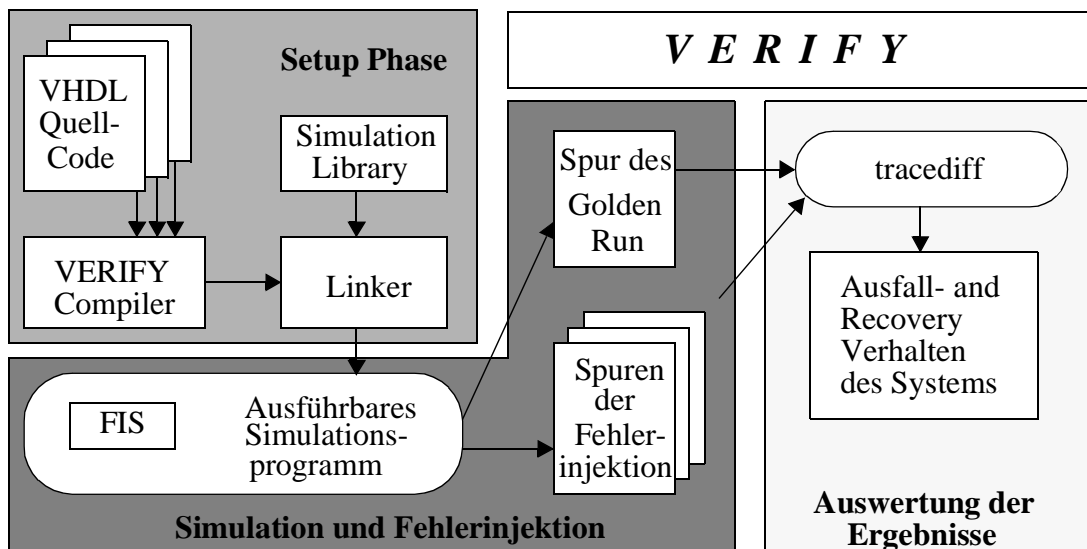 Setup Phase
VHDL
Quell-
Code
Simulation
Library
VERIFY
Compiler
Linker
V E R I F Y
FIS
Ausführbares
Simulations-
programm
Spur des
Golden
Run
Spuren
der
Fehler-
injektion
Simulation und Fehlerinjektion
tracediff
Ausfall- and
Recovery
Verhalten
des Systems
Auswertung der
Ergebnisse